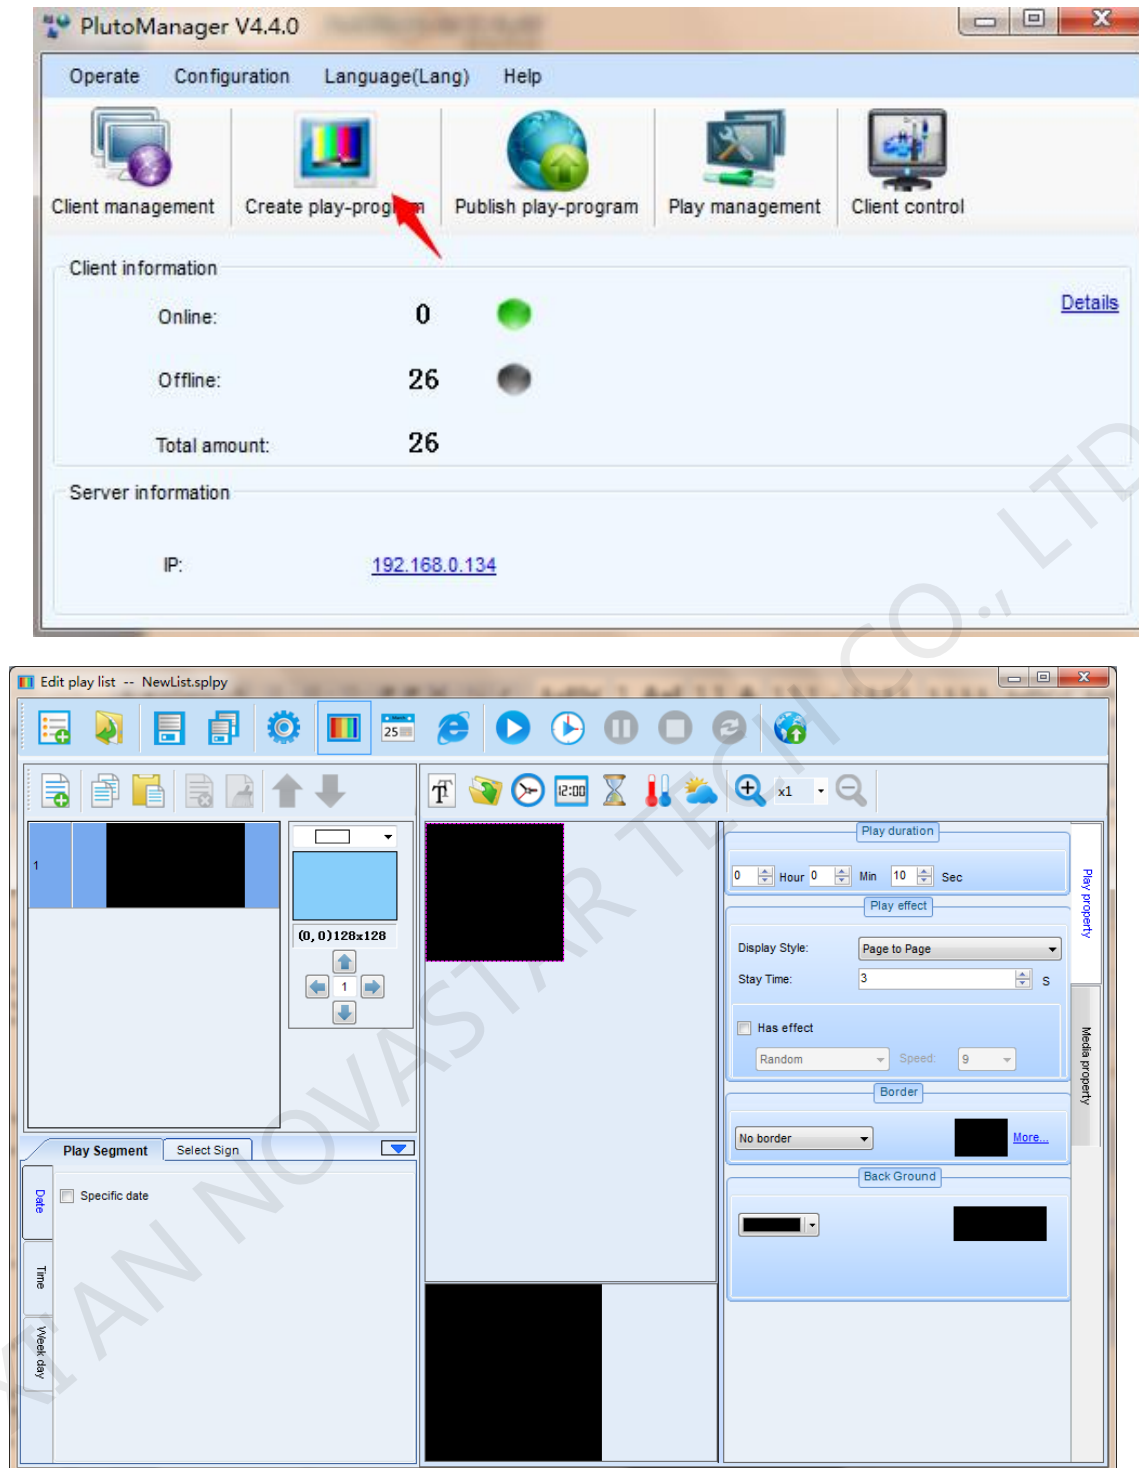 PlutoManager V4.4.0
Operate Configuration Language(Lang) Help
Client management Create play-program Publish play-program Play management Client control
Client information
Online: 0
Details
Offline: 26
Total amount: 26
Server information
IP: 192.168.0.134
Edit play list -- NewList.splpy
25
12:00 x1
1
(0,0)128x128
1
Play duration
0 Hour 0 Min 10 Sec
Play effect
Display Style: Page to Page
Stay Time: 3 S
Has effect
Random Speed: 9
Border
No border More...
Back Ground
Play property
Media property
Play Segment Select Sign
Date
Specific date
Time
Week day
XI'AN NOVASTAR TECH CO., LTD